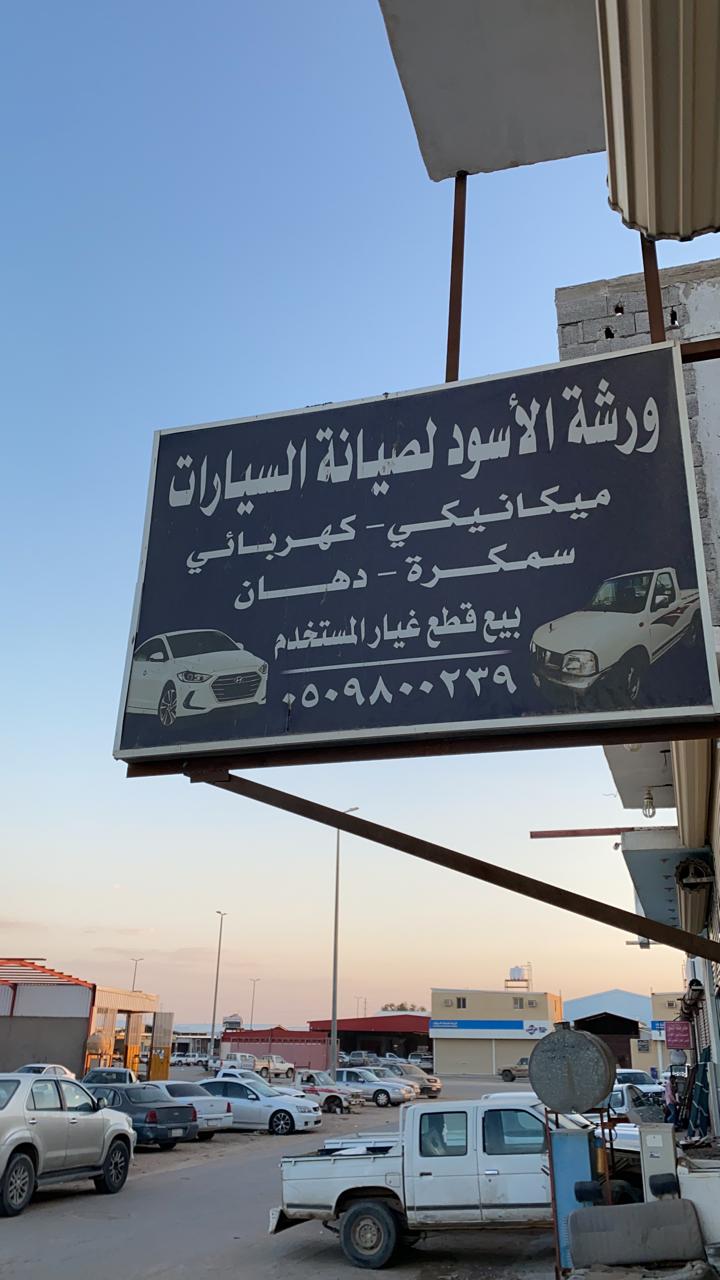 ورشة الأسود لصيانة السيارات
ميكانيكي - كهربائي
سمكرة - دهان
بيع قطع غيار المستخدم
٠٥٠٩٨٠٠٢٣٩